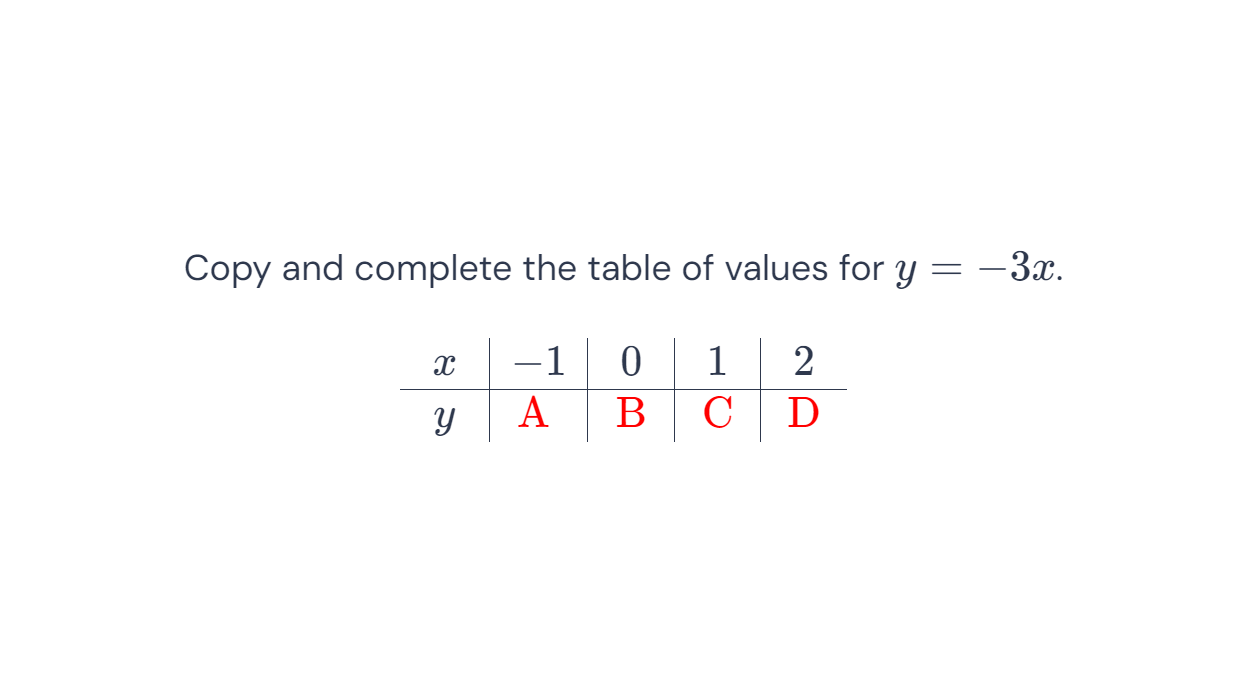 Copy and complete the table of values for y = −3x.
x −1 0 1 2
y A B C D